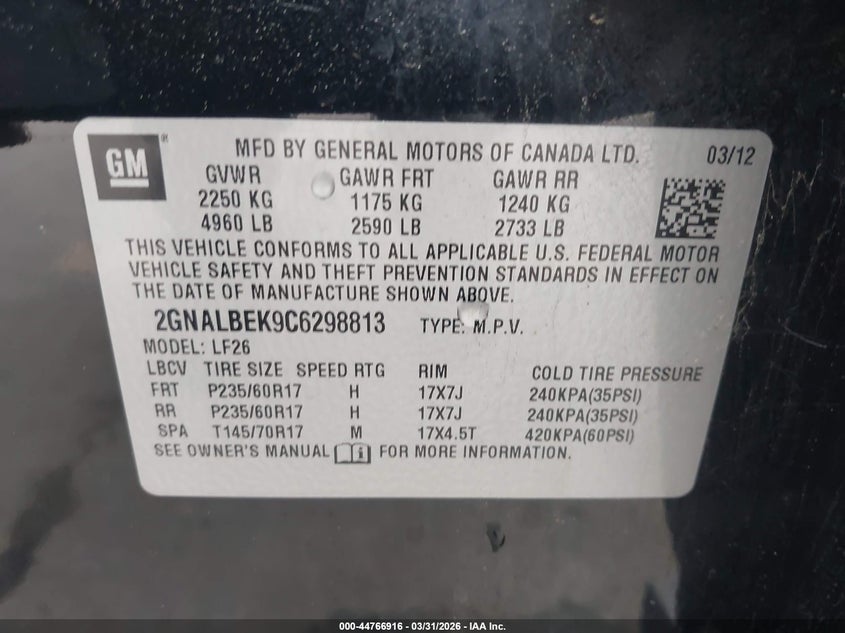 GM
MFD BY GENERAL MOTORS OF CANADA LTD. 03/12
GVWR GAWR FRT GAWR RR
2250 KG 1175 KG 1240 KG
4960 LB 2590 LB 2733 LB
THIS VEHICLE CONFORMS TO ALL APPLICABLE U.S. FEDERAL MOTOR
VEHICLE SAFETY AND THEFT PREVENTION STANDARDS IN EFFECT ON
THE DATE OF MANUFACTURE SHOWN ABOVE.
2GNALBEK9C6298813 TYPE: M.P.V.
MODEL: LF26
LBCV TIRE SIZE SPEED RTG RIM COLD TIRE PRESSURE
FRT P235/60R17 H 17X7J 240KPA(35PSI)
RR P235/60R17 H 17X7J 240KPA(35PSI)
SPA T145/70R17 M 17X4.5T 420KPA(60PSI)
SEE OWNER'S MANUAL FOR MORE INFORMATION.
000-44766916 - 03/31/2026 - IAA Inc.